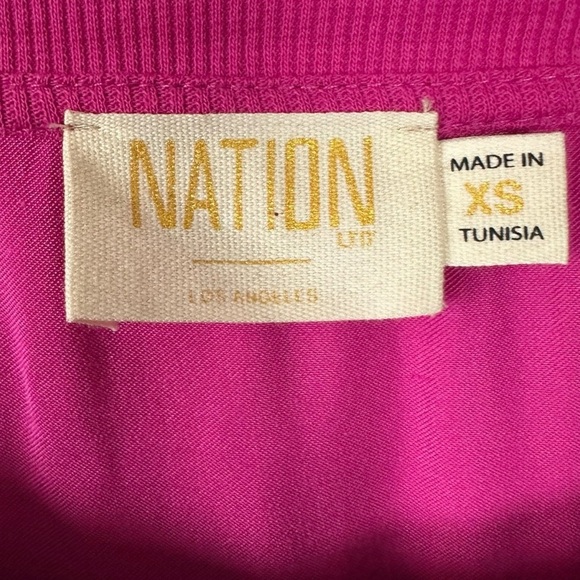 NATION
LTD
LOS ANGELES
MADE IN
XS
TUNISIA